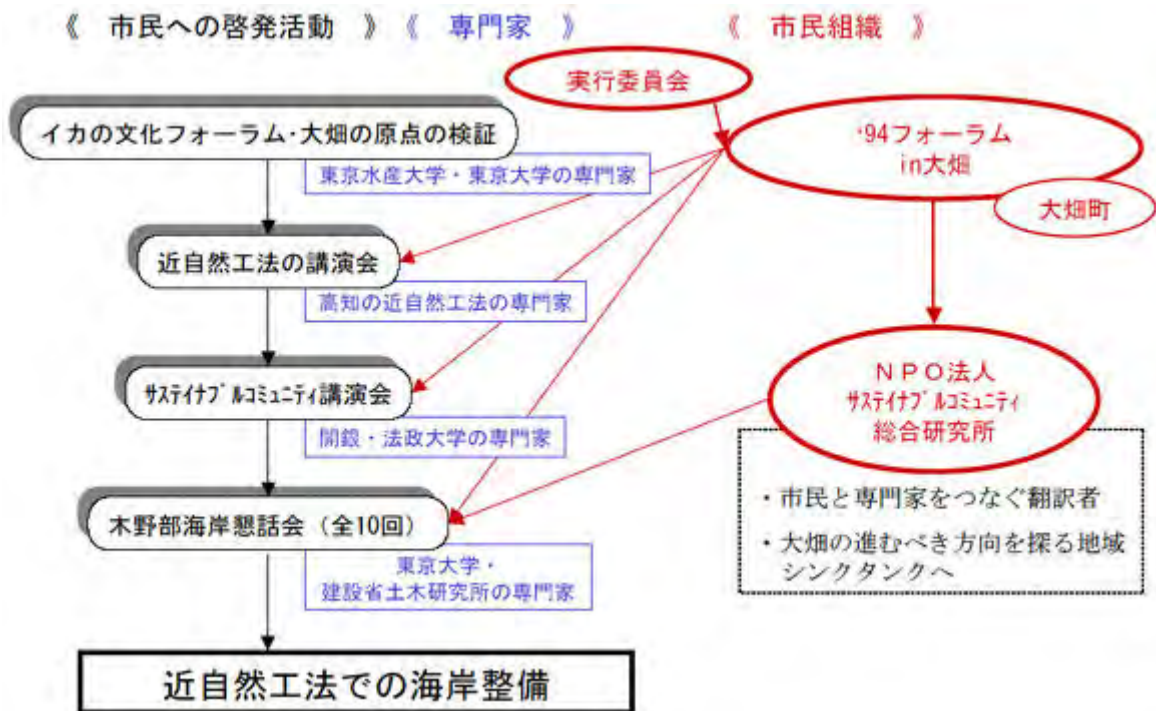 《 市民への啓発活動 》《 専門家 》 《 市民組織 》
実行委員会
イカの文化フォーラム・大畑の原点の検証
東京水産大学・東京大学の専門家
'94フォーラム
in大畑
大畑町
近自然工法の講演会
高知の近自然工法の専門家
ｻｽﾃｲﾅﾌﾞﾙｺﾐｭﾆﾃｨ講演会
開銀・法政大学の専門家
ＮＰＯ法人
ｻｽﾃｲﾅﾌﾞﾙｺﾐｭﾆﾃｨ
総合研究所
・市民と専門家をつなぐ翻訳者
・大畑の進むべき方向を探る地域
シンクタンクへ
木野部海岸懇話会（全10回）
東京大学・
建設省土木研究所の専門家
近自然工法での海岸整備